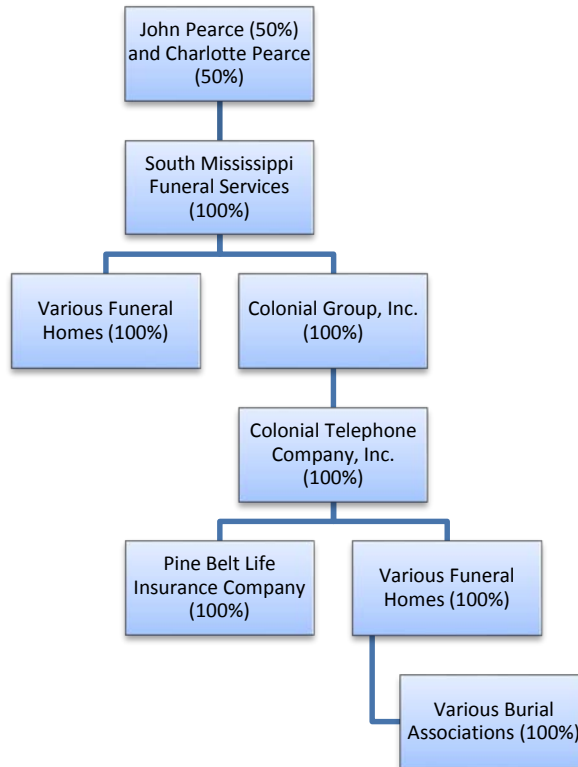 John Pearce (50%)
and Charlotte Pearce
(50%)
South Mississippi
Funeral Services
(100%)
Various Funeral
Homes (100%)
Colonial Group, Inc.
(100%)
Colonial Telephone
Company, Inc.
(100%)
Pine Belt Life
Insurance Company
(100%)
Various Funeral
Homes (100%)
Various Burial
Associations (100%)